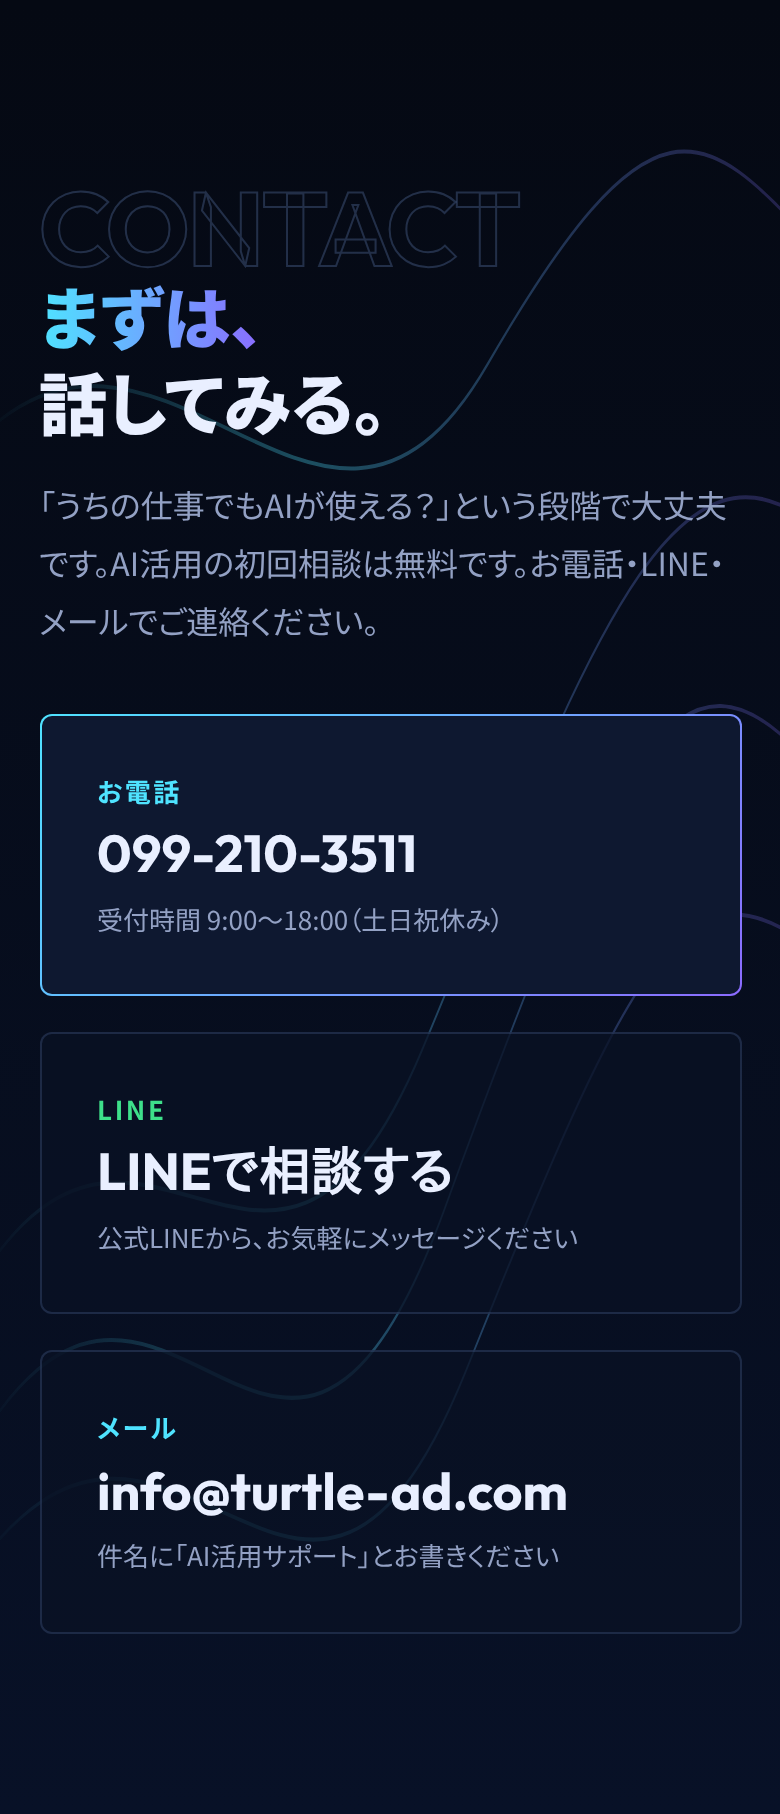 CONTACT
まずは、
話してみる。
「うちの仕事でもAIが使える？」という段階で大丈夫
です。AI活用の初回相談は無料です。お電話・LINE・
メールでご連絡ください。
お電話
099-210-3511
受付時間 9:00〜18:00（土日祝休み）
LINE
LINEで相談する
公式LINEから、お気軽にメッセージください
メール
info@turtle-ad.com
件名に「AI活用サポート」とお書きください